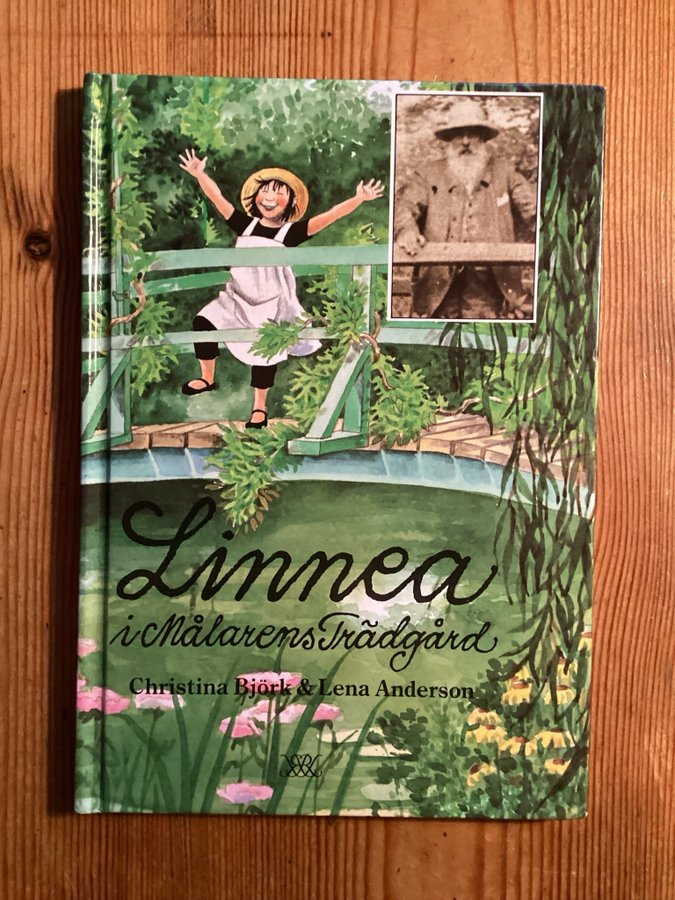 Linnea
i Målarens Trädgård
Christina Björk & Lena Anderson